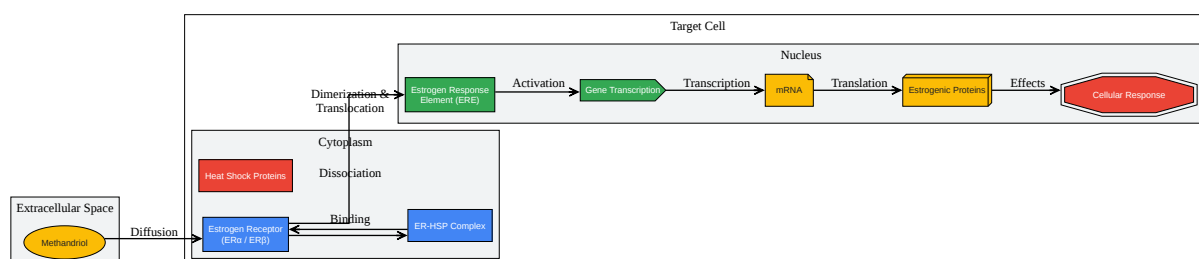 Target Cell
Nucleus
Estrogen Response
Element (ERE)
Activation
Gene Transcription
Transcription
mRNA
Translation
Estrogenic Proteins
Effects
Cellular Response
Dimerization &
Translocation
Cytoplasm
Heat Shock Proteins
Dissociation
Extracellular Space
Methandriol
Diffusion
Estrogen Receptor
(ERα / ERβ)
Binding
ER-HSP Complex